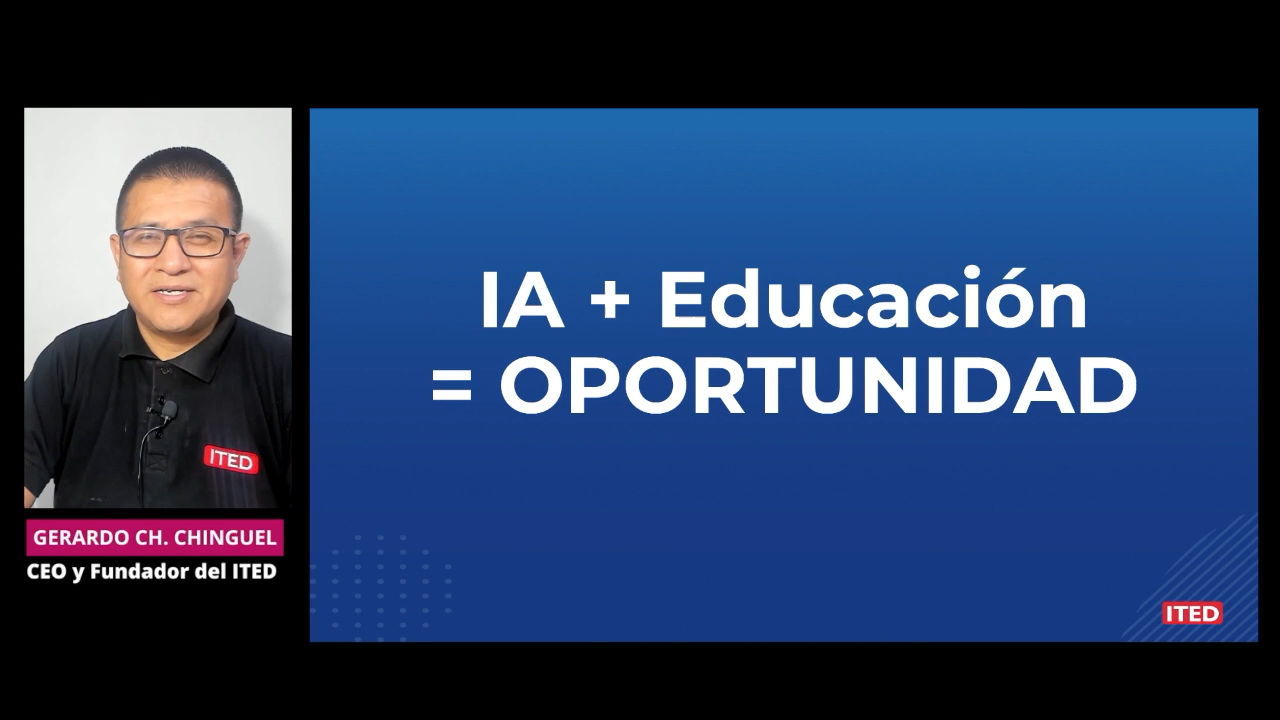 ITED
GERARDO CH. CHINGUEL
CEO y Fundador del ITED
IA + Educación
= OPORTUNIDAD
ITED